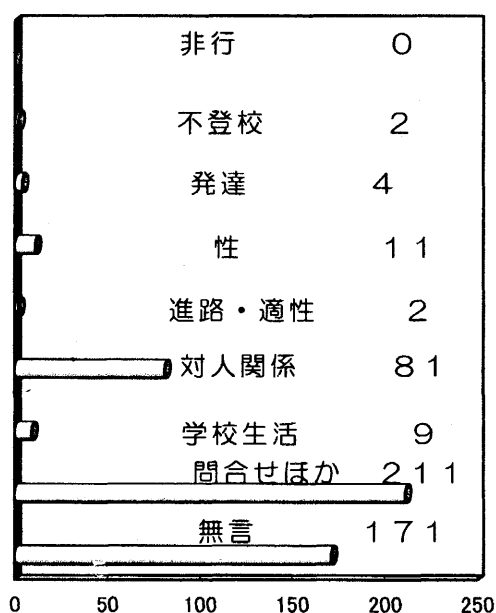 非行 0
不登校 2
発達 4
性 11
進路・適性 2
対人関係 81
学校生活 9
問合せほか 211
無言 171
0 50 100 150 200 250